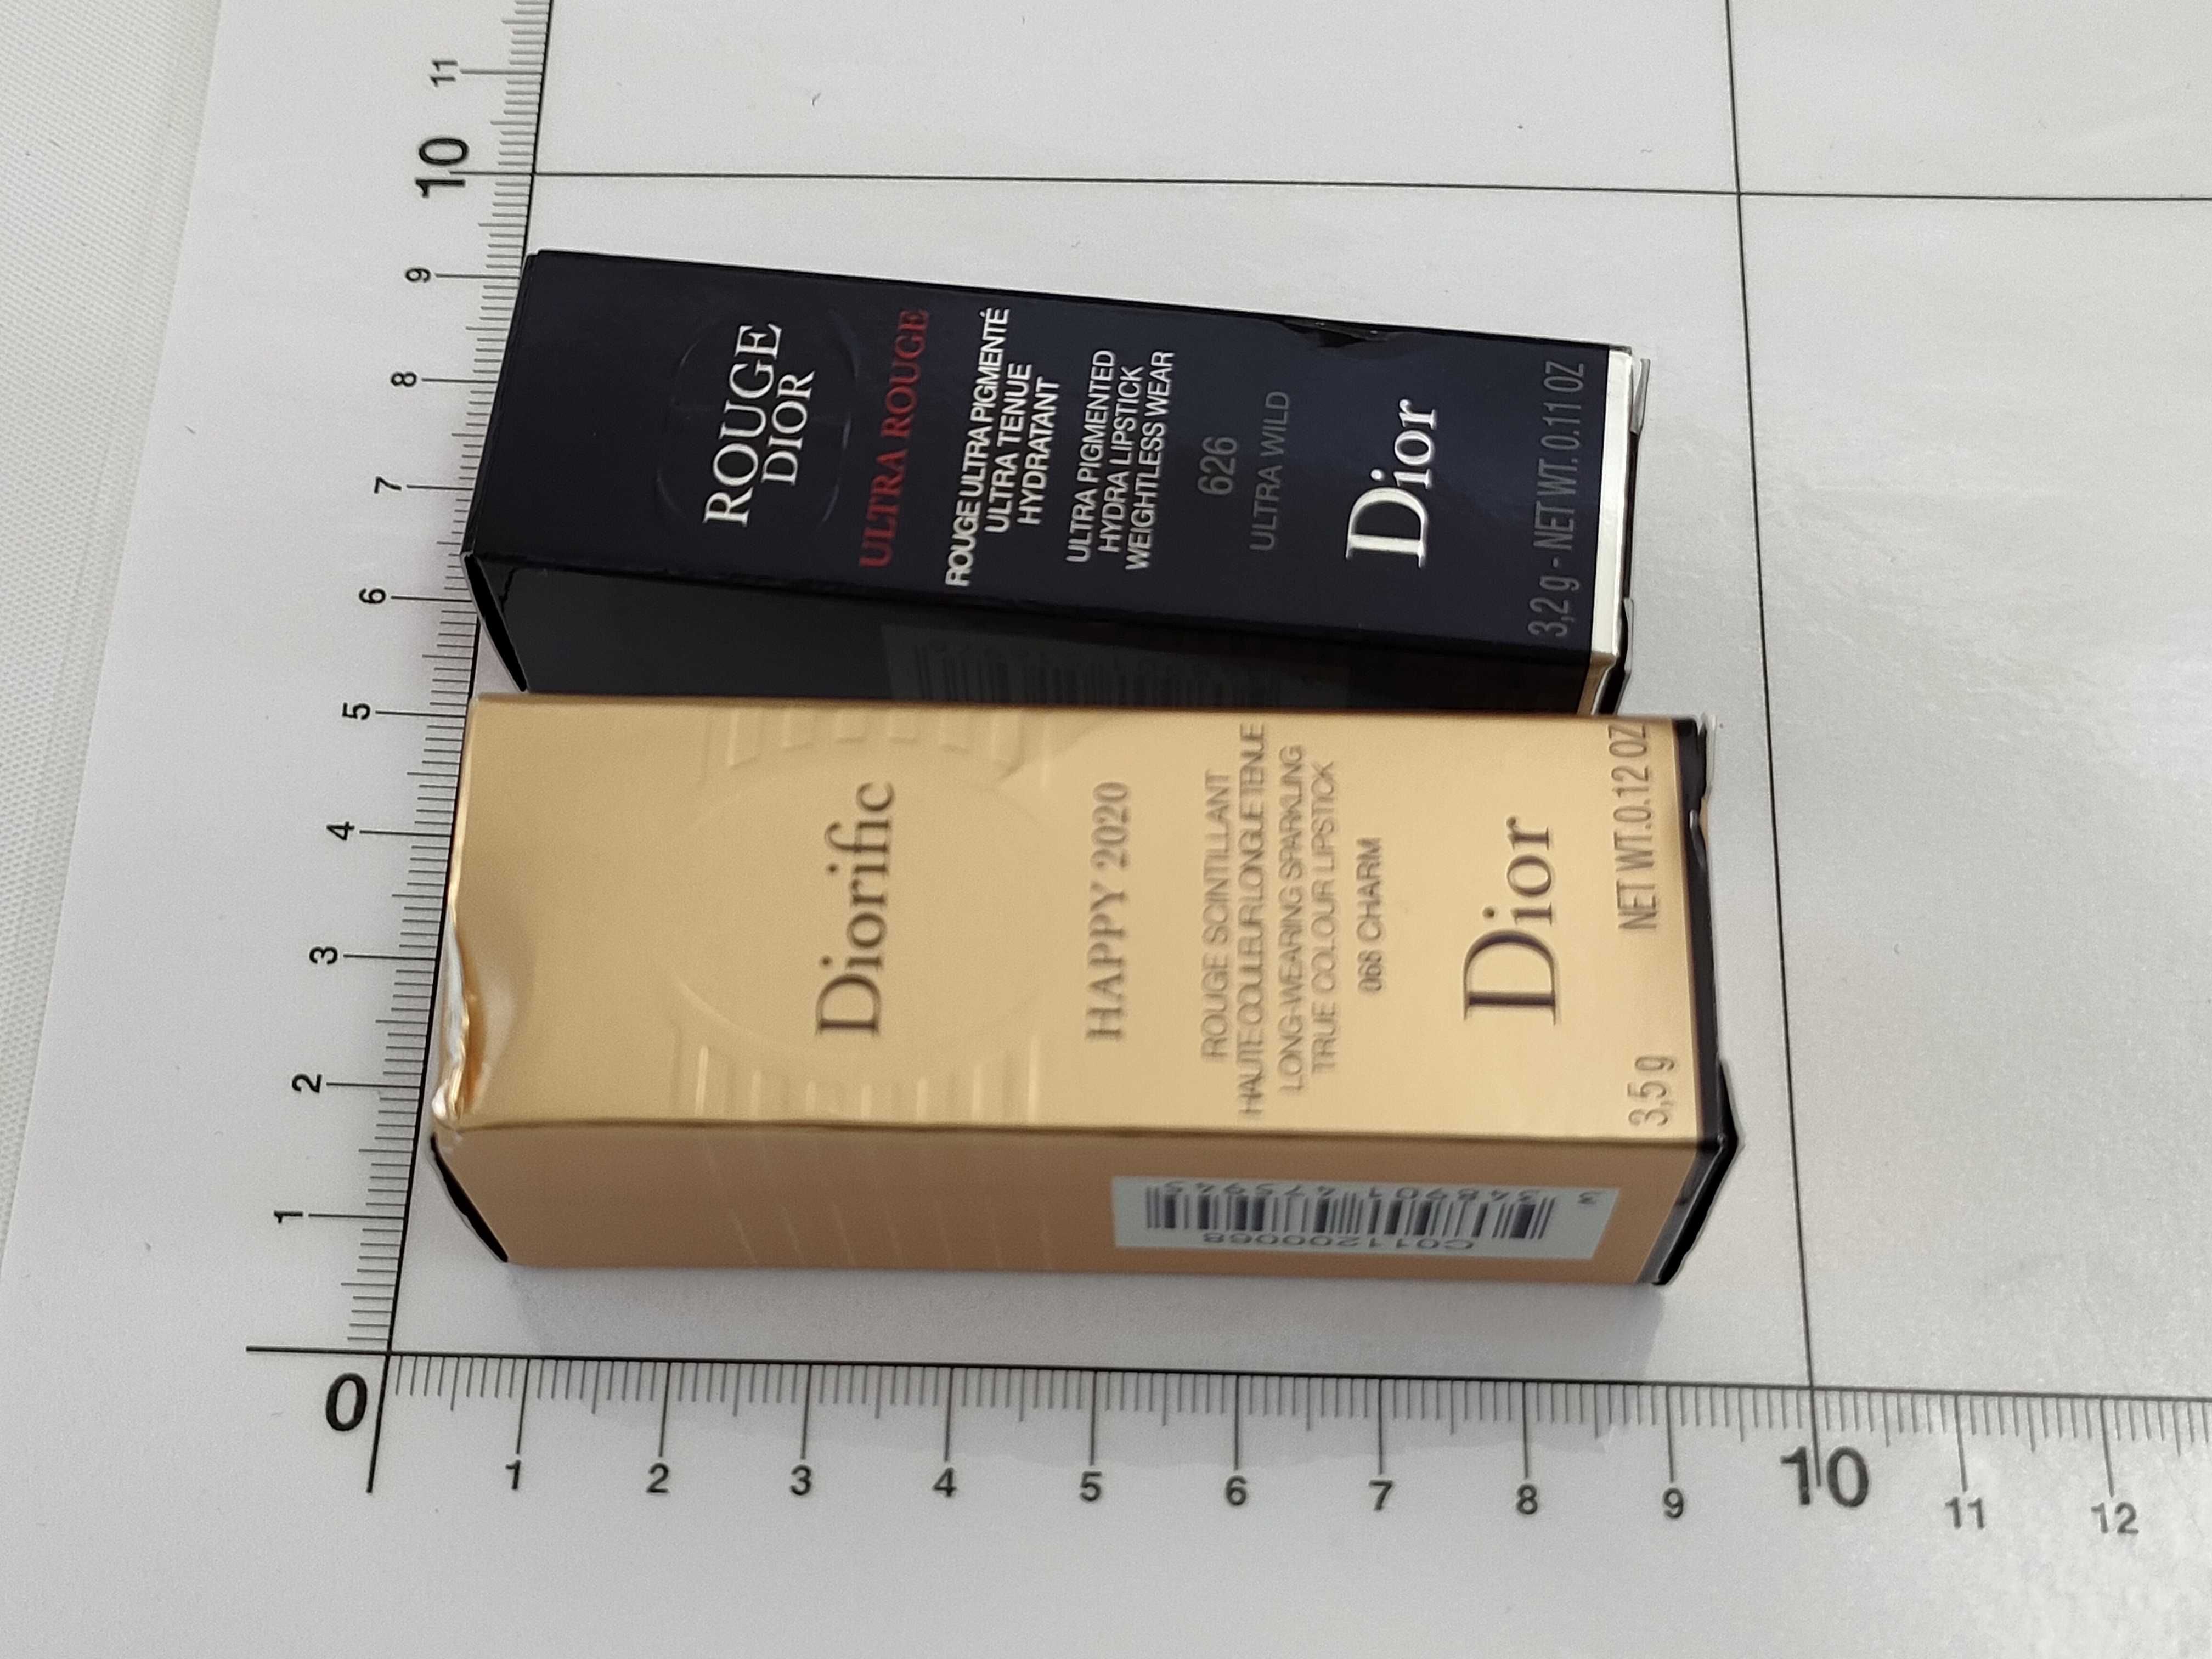 ROUGE
DIOR
ULTRA ROUGE
ROUGE ULTRA PIGMENTÉ
ULTRA TENUE
HYDRATANT
ULTRA PIGMENTED
HYDRA LIPSTICK
WEIGHTLESS WEAR
626
ULTRA WILD
Dior
3,2 g - NET WT. 0.11 OZ
Diorific
HAPPY 2020
ROUGE SCINTILLANT
HAUTE COULEUR LONGUE TENUE
LONG-WEARING SPARKLING
TRUE COLOUR LIPSTICK
068 CHARM
Dior
3,5 g NET WT. 0.12 OZ
C011200068
11
10
9
8
7
6
5
4
3
2
1
0
1
2
3
4
5
6
7
8
9
10
11
12